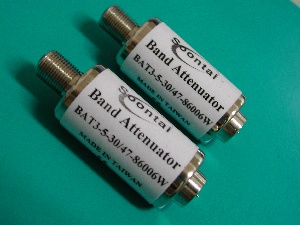 Soontai
Band Attenuator
BAT3-5-30/47-86006W
MADE IN TAIWAN
Soontai
Band Attenuator
BAT3-5-30/47-86006W
MADE IN TAIWAN